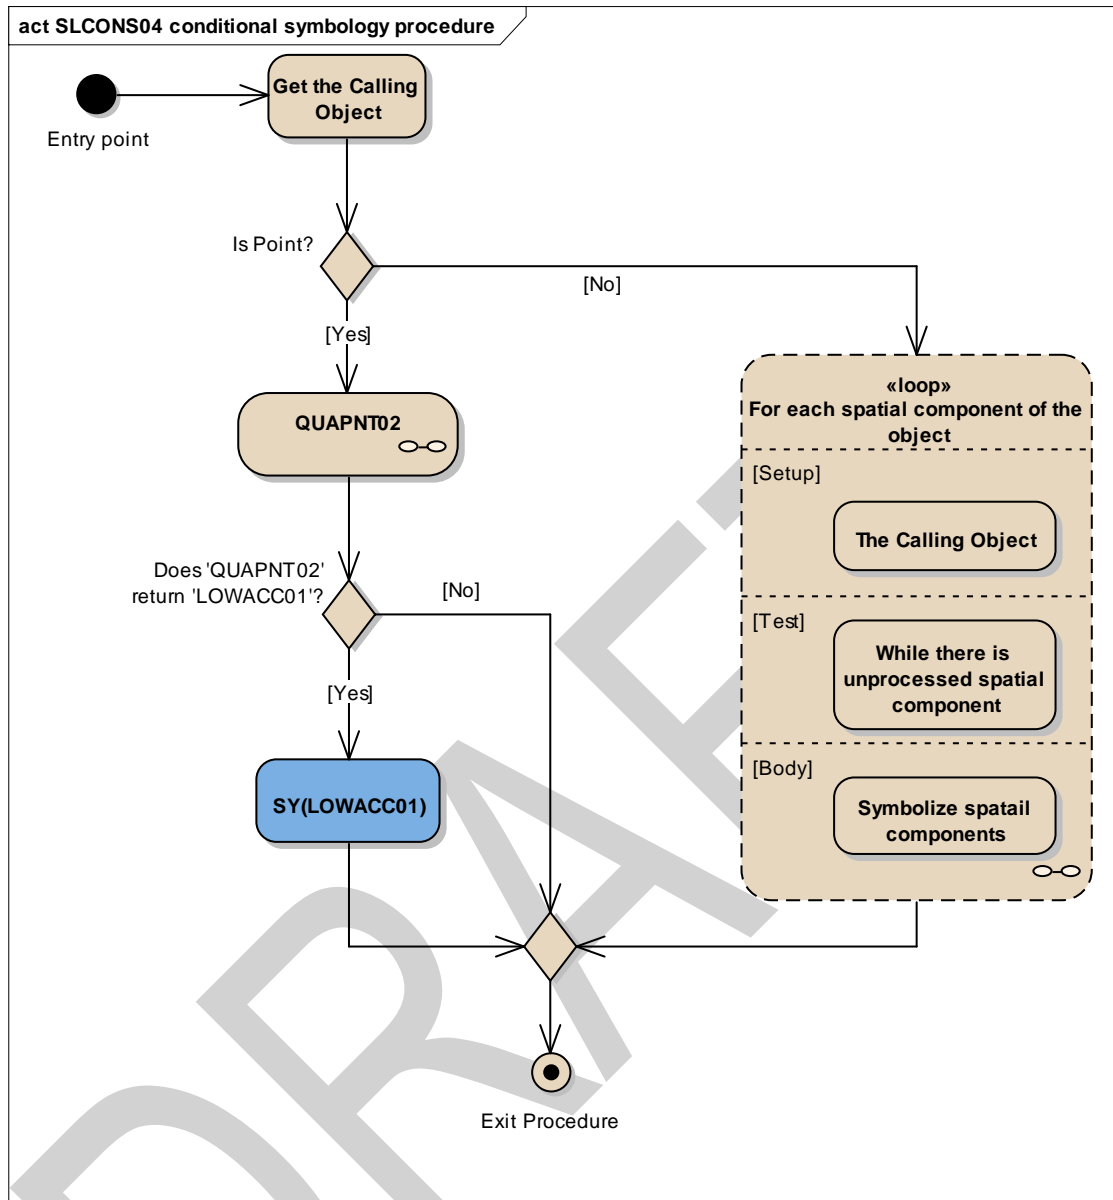 act SLCONS04 conditional symbology procedure
Get the Calling
Object
Entry point
Is Point?
[No]
[Yes]
«loop»
For each spatial component of the
object
QUAPNT02
[Setup]
The Calling Object
Does 'QUAPNT02'
return 'LOWACC01'?
[No]
[Test]
While there is
unprocessed spatial
component
[Yes]
[Body]
SY(LOWACC01)
Symbolize spatail
components
Exit Procedure
DRAFT